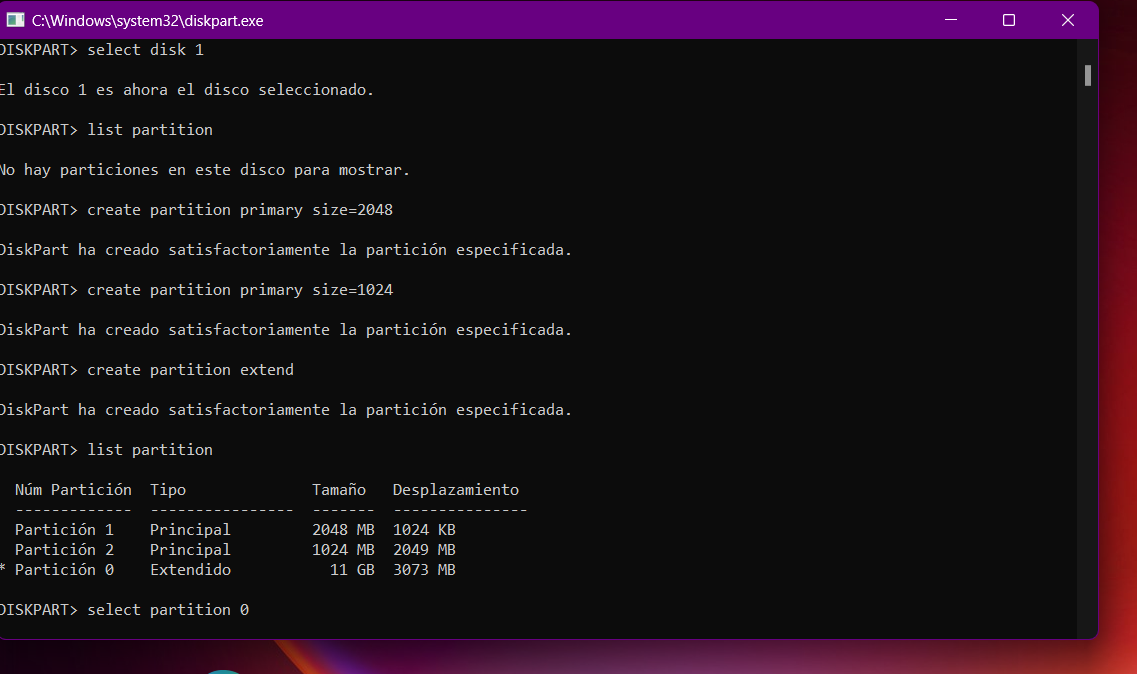 C:\Windows\system32\diskpart.exe
DISKPART> select disk 1
El disco 1 es ahora el disco seleccionado.
DISKPART> list partition
No hay particiones en este disco para mostrar.
DISKPART> create partition primary size=2048
DiskPart ha creado satisfactoriamente la partición especificada.
DISKPART> create partition primary size=1024
DiskPart ha creado satisfactoriamente la partición especificada.
DISKPART> create partition extend
DiskPart ha creado satisfactoriamente la partición especificada.
DISKPART> list partition
Núm Partición  Tipo              Tamaño   Desplazamiento
-------------  ----------------  -------  ---------------
Partición 1    Principal         2048 MB  1024 KB
Partición 2    Principal         1024 MB  2049 MB
* Partición 0    Extendido           11 GB  3073 MB
DISKPART> select partition 0